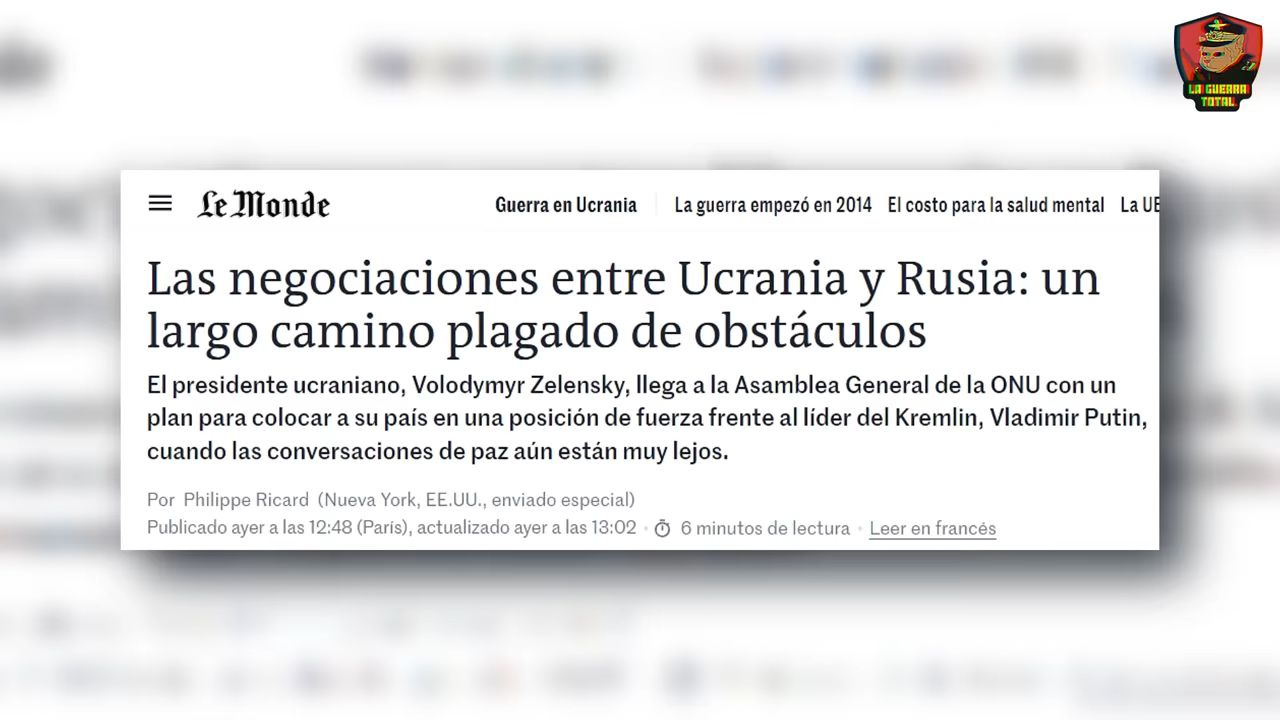 LA GUERRA
TOTAL
Le Monde
Guerra en Ucrania La guerra empezó en 2014 El costo para la salud mental La UE
Las negociaciones entre Ucrania y Rusia: un
largo camino plagado de obstáculos
El presidente ucraniano, Volodymyr Zelensky, llega a la Asamblea General de la ONU con un
plan para colocar a su país en una posición de fuerza frente al líder del Kremlin, Vladimir Putin,
cuando las conversaciones de paz aún están muy lejos.
Por Philippe Ricard (Nueva York, EE.UU., enviado especial)
Publicado ayer a las 12:48 (París), actualizado ayer a las 13:02 • 6 minutos de lectura • Leer en francés